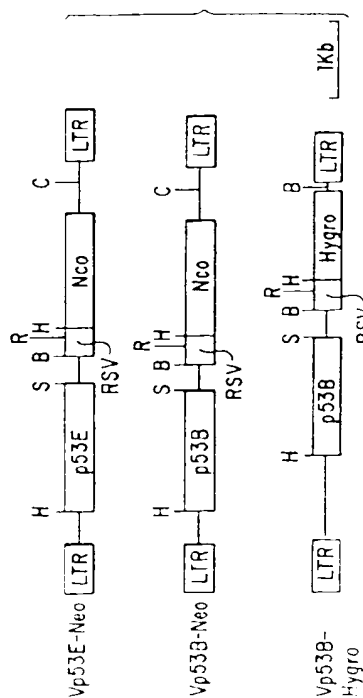 Vp53E-Neo
LTR
H
p53E
S
B
R
H
RSV
Nco
C
LTR
Vp53B-Neo
LTR
H
p53B
S
B
R
H
RSV
Nco
C
LTR
Vp53B-
Hygro
LTR
H
p53B
S
B
R
H
RSV
Hygro
B
LTR
1Kb